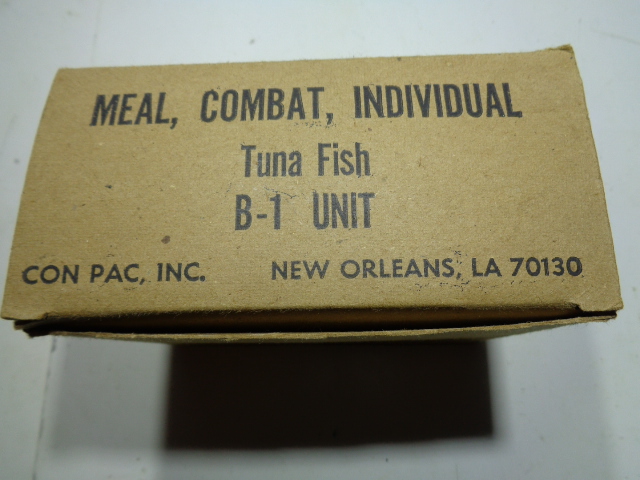 MEAL, COMBAT, INDIVIDUAL
Tuna Fish
B-1 UNIT
CON PAC, INC. NEW ORLEANS, LA 70130